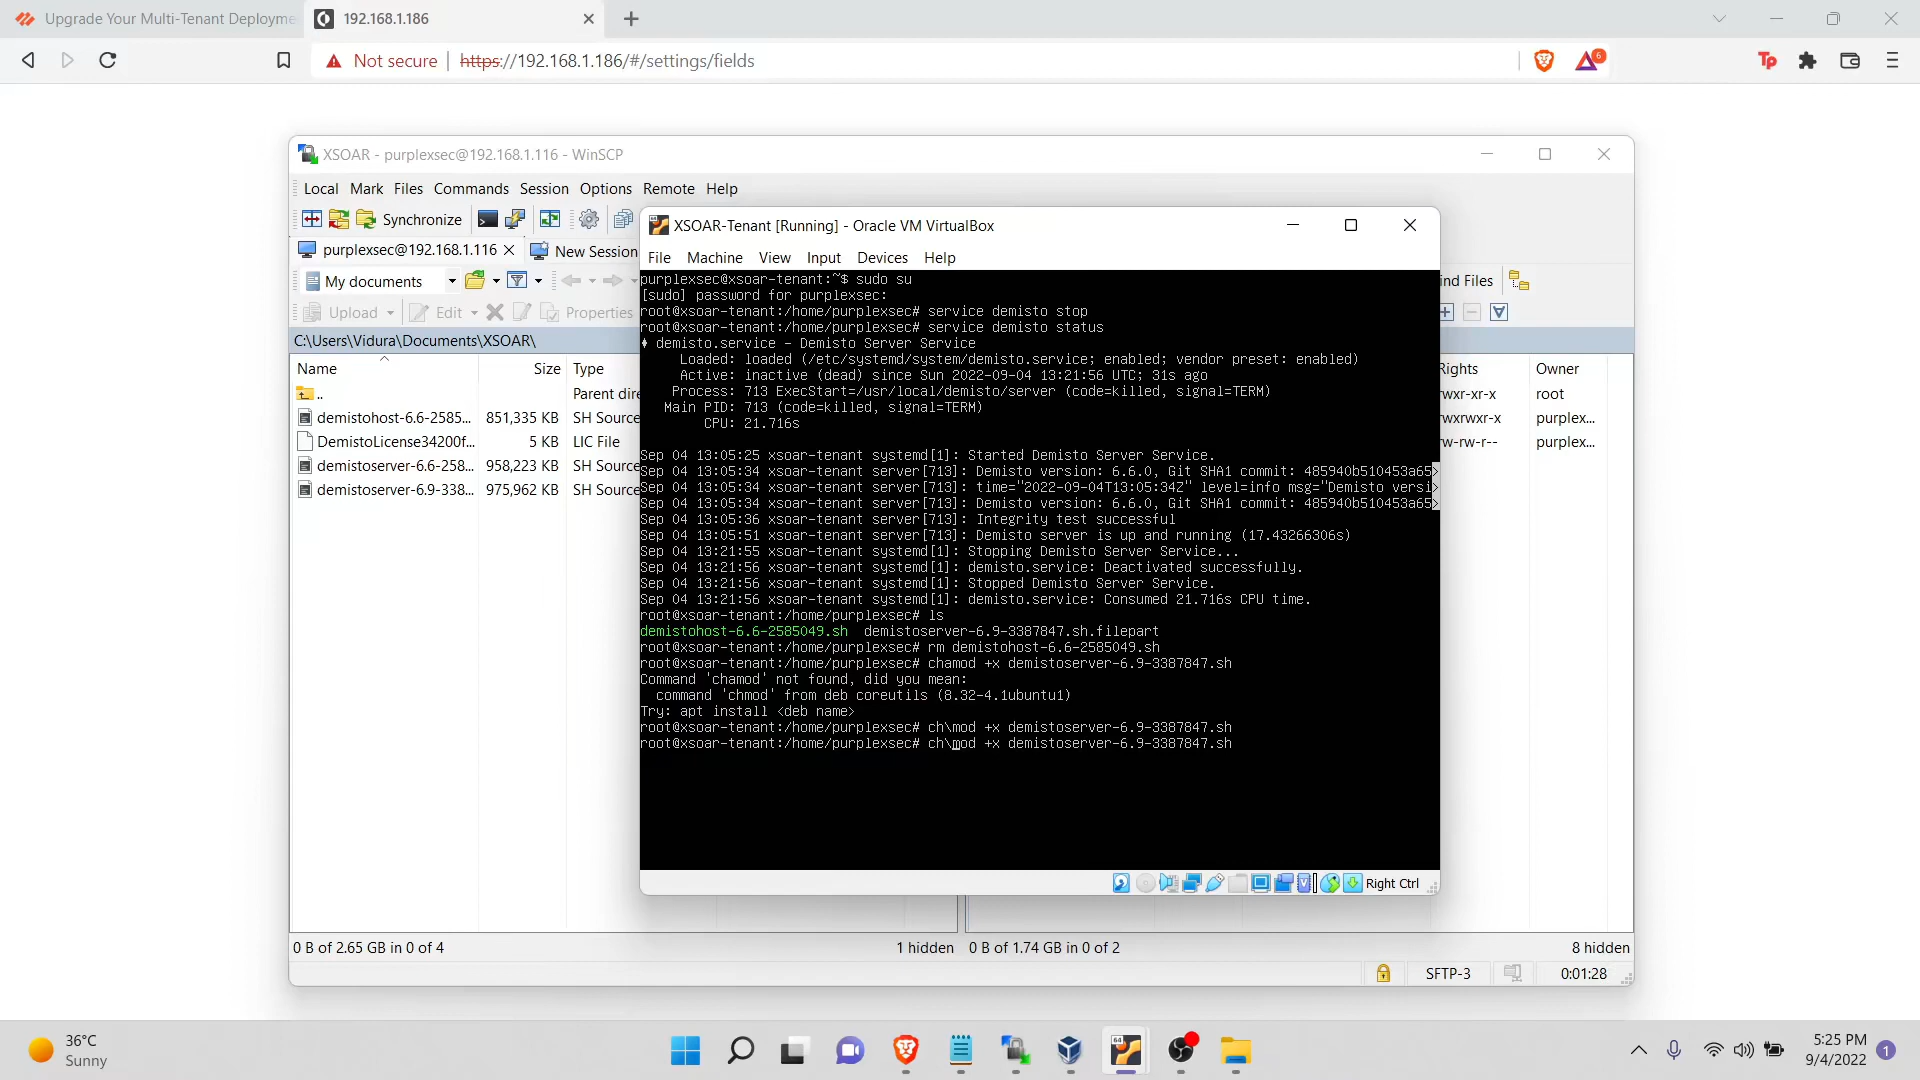 Upgrade Your Multi-Tenant Deployme
192.168.1.186
Not secure
https://192.168.1.186/#/settings/fields
6
Tp
XSOAR - purplexsec@192.168.1.116 - WinSCP
Local Mark Files Commands Session Options Remote Help
Synchronize
purplexsec@192.168.1.116
New Session
My documents
Upload
Edit
Properties
C:\Users\Vidura\Documents\XSOAR\
Name Size Type
.. Parent dire
demistohost-6.6-2585... 851,335 KB SH Source
DemistoLicense34200f... 5 KB LIC File
demistoserver-6.6-258... 958,223 KB SH Source
demistoserver-6.9-338... 975,962 KB SH Source
XSOAR-Tenant [Running] - Oracle VM VirtualBox
File Machine View Input Devices Help
purplexsec@xsoar-tenant:~$ sudo su
[sudo] password for purplexsec:
root@xsoar-tenant:/home/purplexsec# service demisto stop
root@xsoar-tenant:/home/purplexsec# service demisto status
demisto.service - Demisto Server Service
Loaded: loaded (/etc/systemd/system/demisto.service; enabled; vendor preset: enabled)
Active: inactive (dead) since Sun 2022-09-04 13:21:56 UTC; 31s ago
Process: 713 ExecStart=/usr/local/demisto/server (code=killed, signal=TERM)
Main PID: 713 (code=killed, signal=TERM)
CPU: 21.716s
Sep 04 13:05:25 xsoar-tenant systemd[1]: Started Demisto Server Service.
Sep 04 13:05:34 xsoar-tenant server[713]: Demisto version: 6.6.0, Git SHA1 commit: 485940b510453a65>
Sep 04 13:05:34 xsoar-tenant server[713]: time="2022-09-04T13:05:34Z" level=info msg="Demisto versi>
Sep 04 13:05:34 xsoar-tenant server[713]: Demisto version: 6.6.0, Git SHA1 commit: 485940b510453a65>
Sep 04 13:05:36 xsoar-tenant server[713]: Integrity test successful
Sep 04 13:05:51 xsoar-tenant server[713]: Demisto server is up and running (17.43266306s)
Sep 04 13:21:55 xsoar-tenant systemd[1]: Stopping Demisto Server Service...
Sep 04 13:21:56 xsoar-tenant systemd[1]: demisto.service: Deactivated successfully.
Sep 04 13:21:56 xsoar-tenant systemd[1]: Stopped Demisto Server Service.
Sep 04 13:21:56 xsoar-tenant systemd[1]: demisto.service: Consumed 21.716s CPU time.
root@xsoar-tenant:/home/purplexsec# ls
demistohost-6.6-2585049.sh demistoserver-6.9-3387847.sh.filepart
root@xsoar-tenant:/home/purplexsec# rm demistohost-6.6-2585049.sh
root@xsoar-tenant:/home/purplexsec# chamod +x demistoserver-6.9-3387847.sh
Command 'chamod' not found, did you mean:
command 'chmod' from deb coreutils (8.32-4.1ubuntu1)
Try: apt install <deb name>
root@xsoar-tenant:/home/purplexsec# ch\mod +x demistoserver-6.9-3387847.sh
root@xsoar-tenant:/home/purplexsec# ch\mod +x demistoserver-6.9-3387847.sh
Right Ctrl
ind Files
Rights Owner
rwxr-xr-x root
rwxrwxr-x purplex...
rw-rw-r-- purplex...
0 B of 2.65 GB in 0 of 4
1 hidden
0 B of 1.74 GB in 0 of 2
8 hidden
SFTP-3
0:01:28
36°C
Sunny
64
5:25 PM
9/4/2022
1